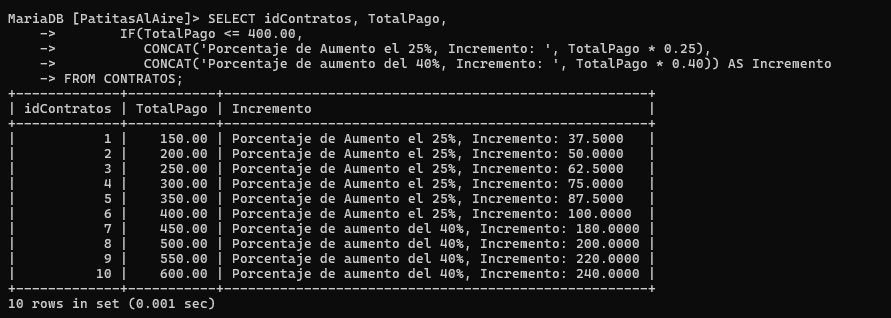 MariaDB [PatitasAlAire]> SELECT idContratos, TotalPago,
    ->        IF(TotalPago <= 400.00,
    ->           CONCAT('Porcentaje de Aumento el 25%, Incremento: ', TotalPago * 0.25),
    ->           CONCAT('Porcentaje de aumento del 40%, Incremento: ', TotalPago * 0.40)) AS Incremento
    -> FROM CONTRATOS;
+-------------+-----------+----------------------------------------------------+
| idContratos | TotalPago | Incremento                                         |
+-------------+-----------+----------------------------------------------------+
|           1 |    150.00 | Porcentaje de Aumento el 25%, Incremento: 37.5000   |
|           2 |    200.00 | Porcentaje de Aumento el 25%, Incremento: 50.0000   |
|           3 |    250.00 | Porcentaje de Aumento el 25%, Incremento: 62.5000   |
|           4 |    300.00 | Porcentaje de Aumento el 25%, Incremento: 75.0000   |
|           5 |    350.00 | Porcentaje de Aumento el 25%, Incremento: 87.5000   |
|           6 |    400.00 | Porcentaje de Aumento el 25%, Incremento: 100.0000  |
|           7 |    450.00 | Porcentaje de aumento del 40%, Incremento: 180.0000 |
|           8 |    500.00 | Porcentaje de aumento del 40%, Incremento: 200.0000 |
|           9 |    550.00 | Porcentaje de aumento del 40%, Incremento: 220.0000 |
|          10 |    600.00 | Porcentaje de aumento del 40%, Incremento: 240.0000 |
+-------------+-----------+----------------------------------------------------+
10 rows in set (0.001 sec)